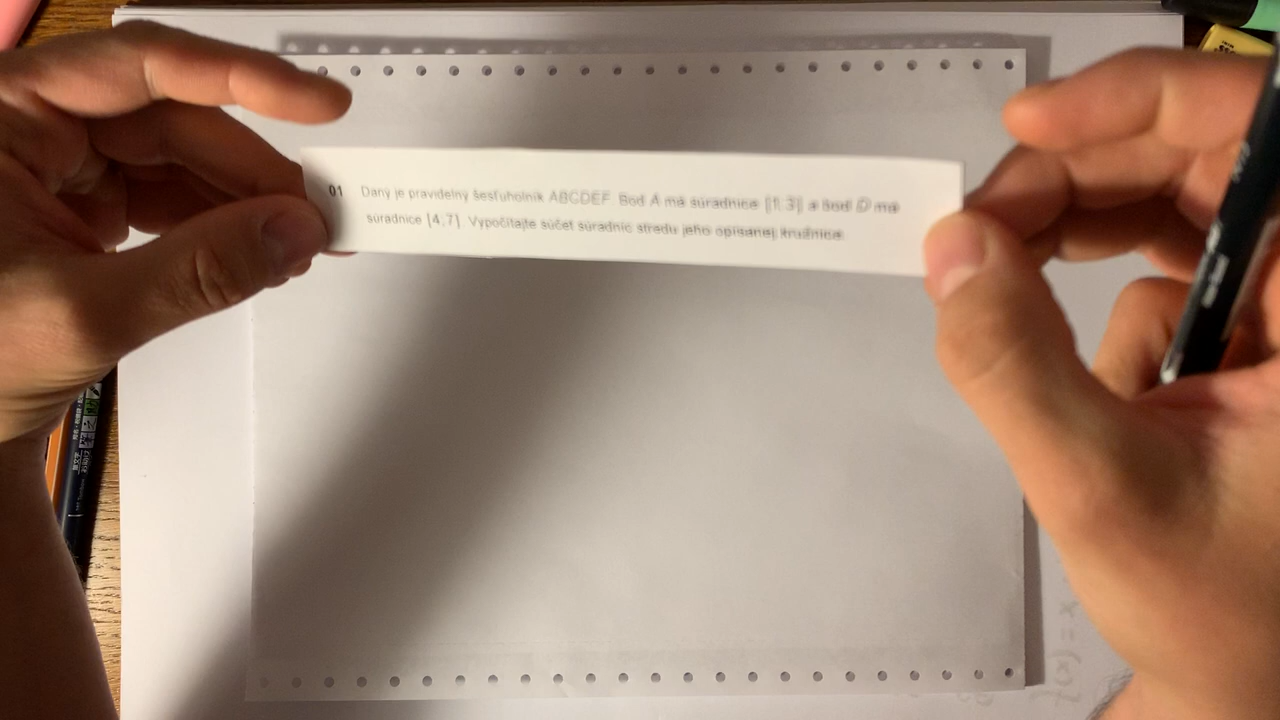 01 Daný je pravidelný šesťuholník ABCDEF. Bod A má súradnice [1, 3] a bod D má
súradnice [4, 7]. Vypočítajte súčet súradníc stredu jeho opísanej kružnice.